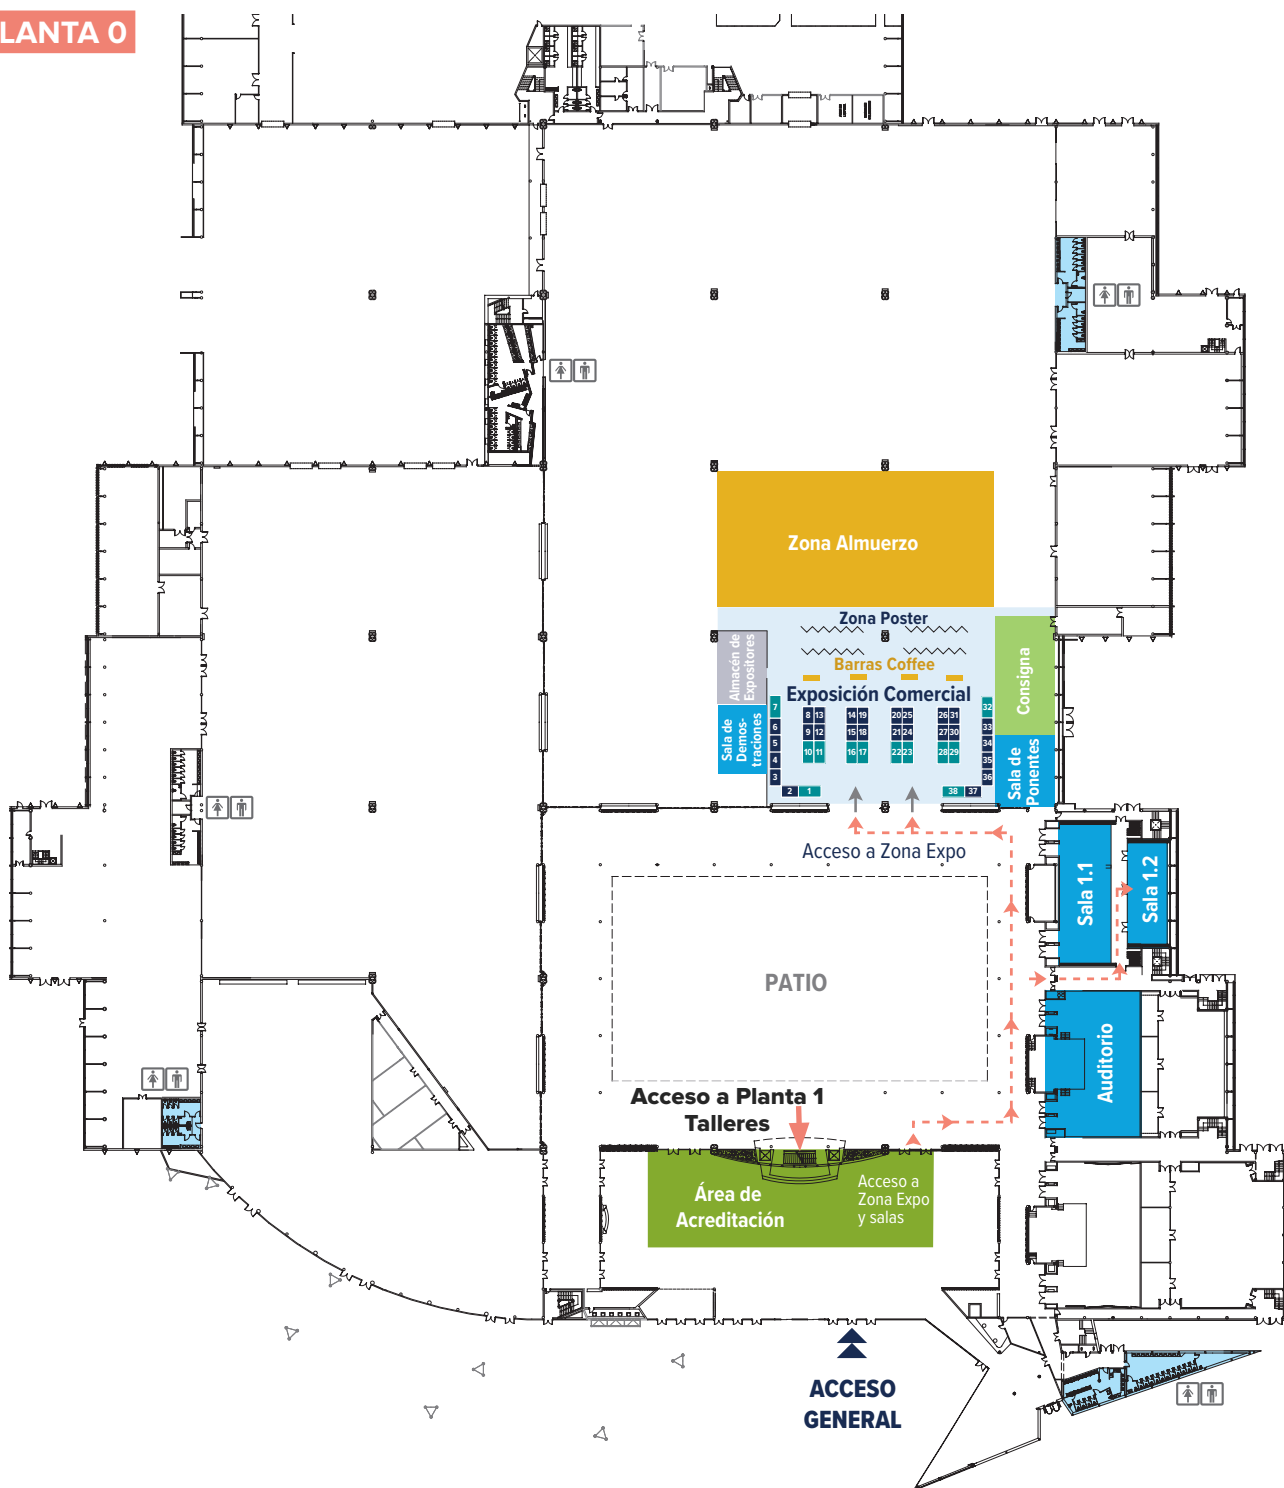 LANTA 0
Zona Almuerzo
Zona Poster
Barras Coffee
Exposición Comercial
Almacén de
Expositores
Sala de
Demos-
traciones
Consigna
Sala de
Ponentes
7
6
5
4
3
2
1
8 13
9 12
10 11
14 19
15 18
16 17
20 25
21 24
22 23
26 31
27 30
28 29
32
33
34
35
36
38 37
Acceso a Zona Expo
Sala 1.1
Sala 1.2
PATIO
Auditorio
Acceso a Planta 1
Talleres
Área de
Acreditación
Acceso a
Zona Expo
y salas
ACCESO
GENERAL